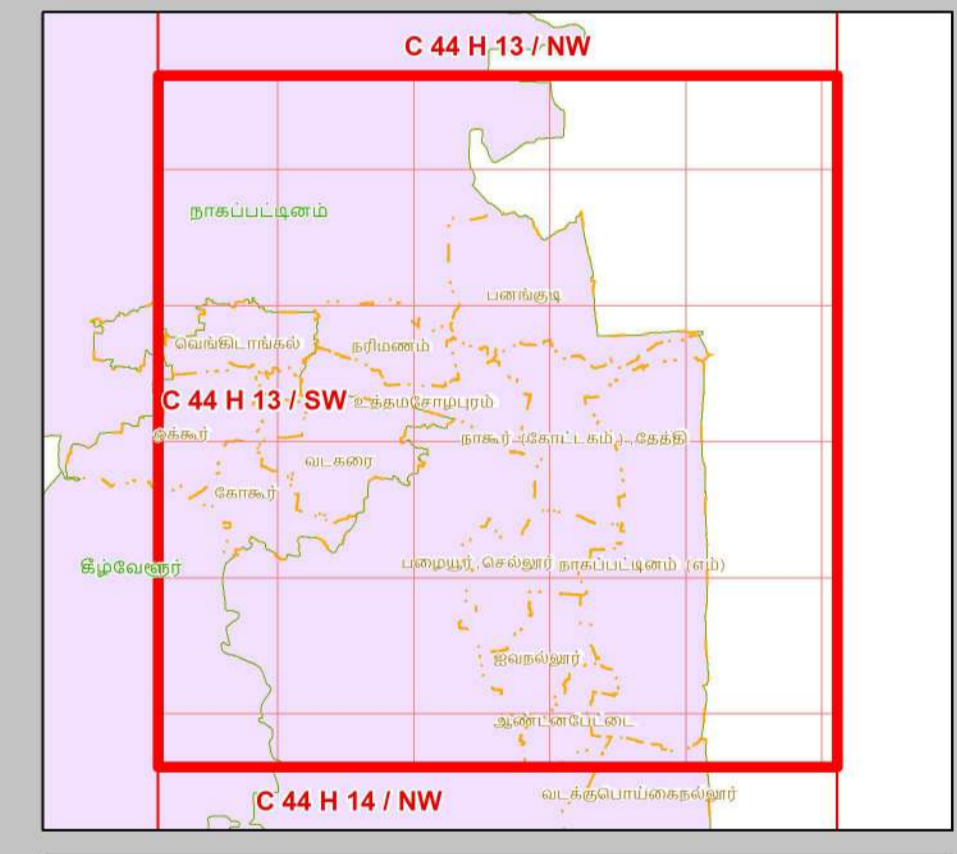 C 44 H 13 / NW
நாகப்பட்டினம்
பனங்குடி
வெங்கிடாங்கல்
நரிமணம்
C 44 H 13 / SW
உத்தமசோழபுரம்
ஒக்கூர்
நாகூர் (கோட்டகம்), தேத்தி
வடகரை
கோகூர்
கீழ்வேளூர்
பழையூர், செல்லூர்
நாகப்பட்டினம் (எம்)
ஐவநல்லூர்
ஆண்டனபேட்டை
வடக்குபொய்கைநல்லூர்
C 44 H 14 / NW